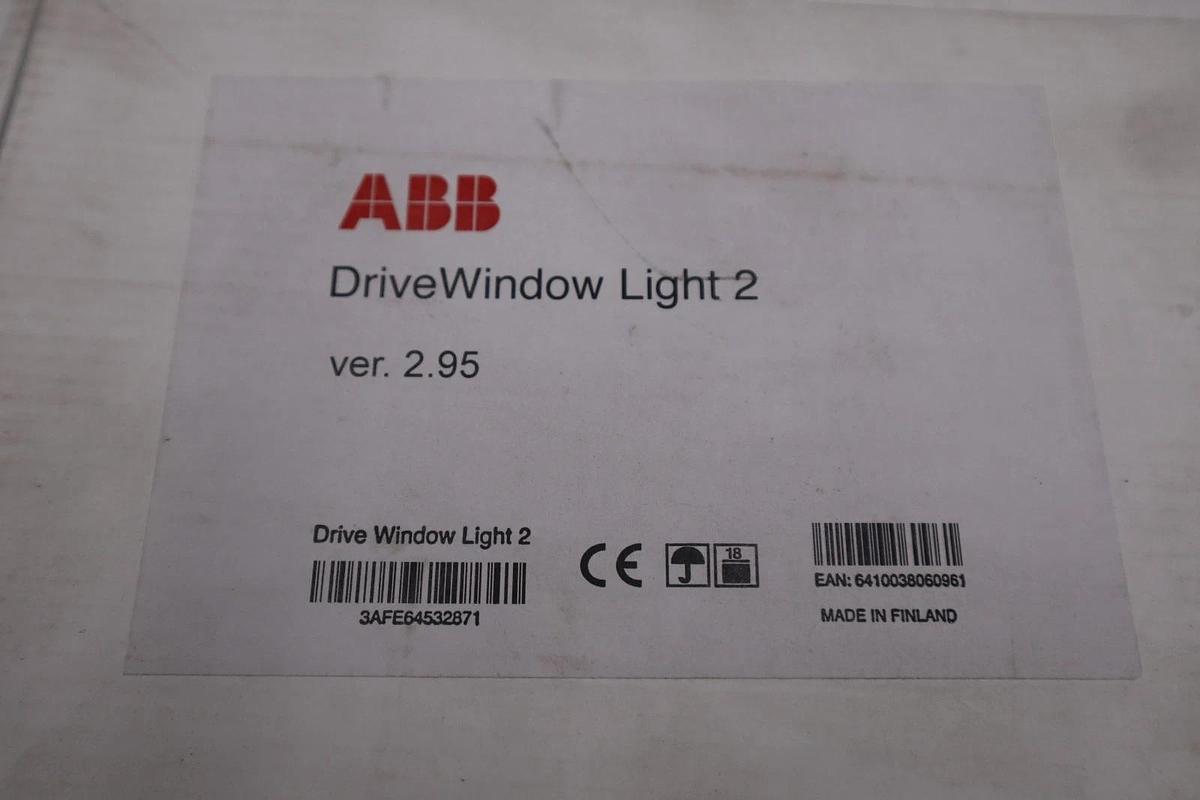 ABB
DriveWindow Light 2
ver. 2.95
Drive Window Light 2
3AFE64532871
CE
18
EAN: 6410038060961
MADE IN FINLAND